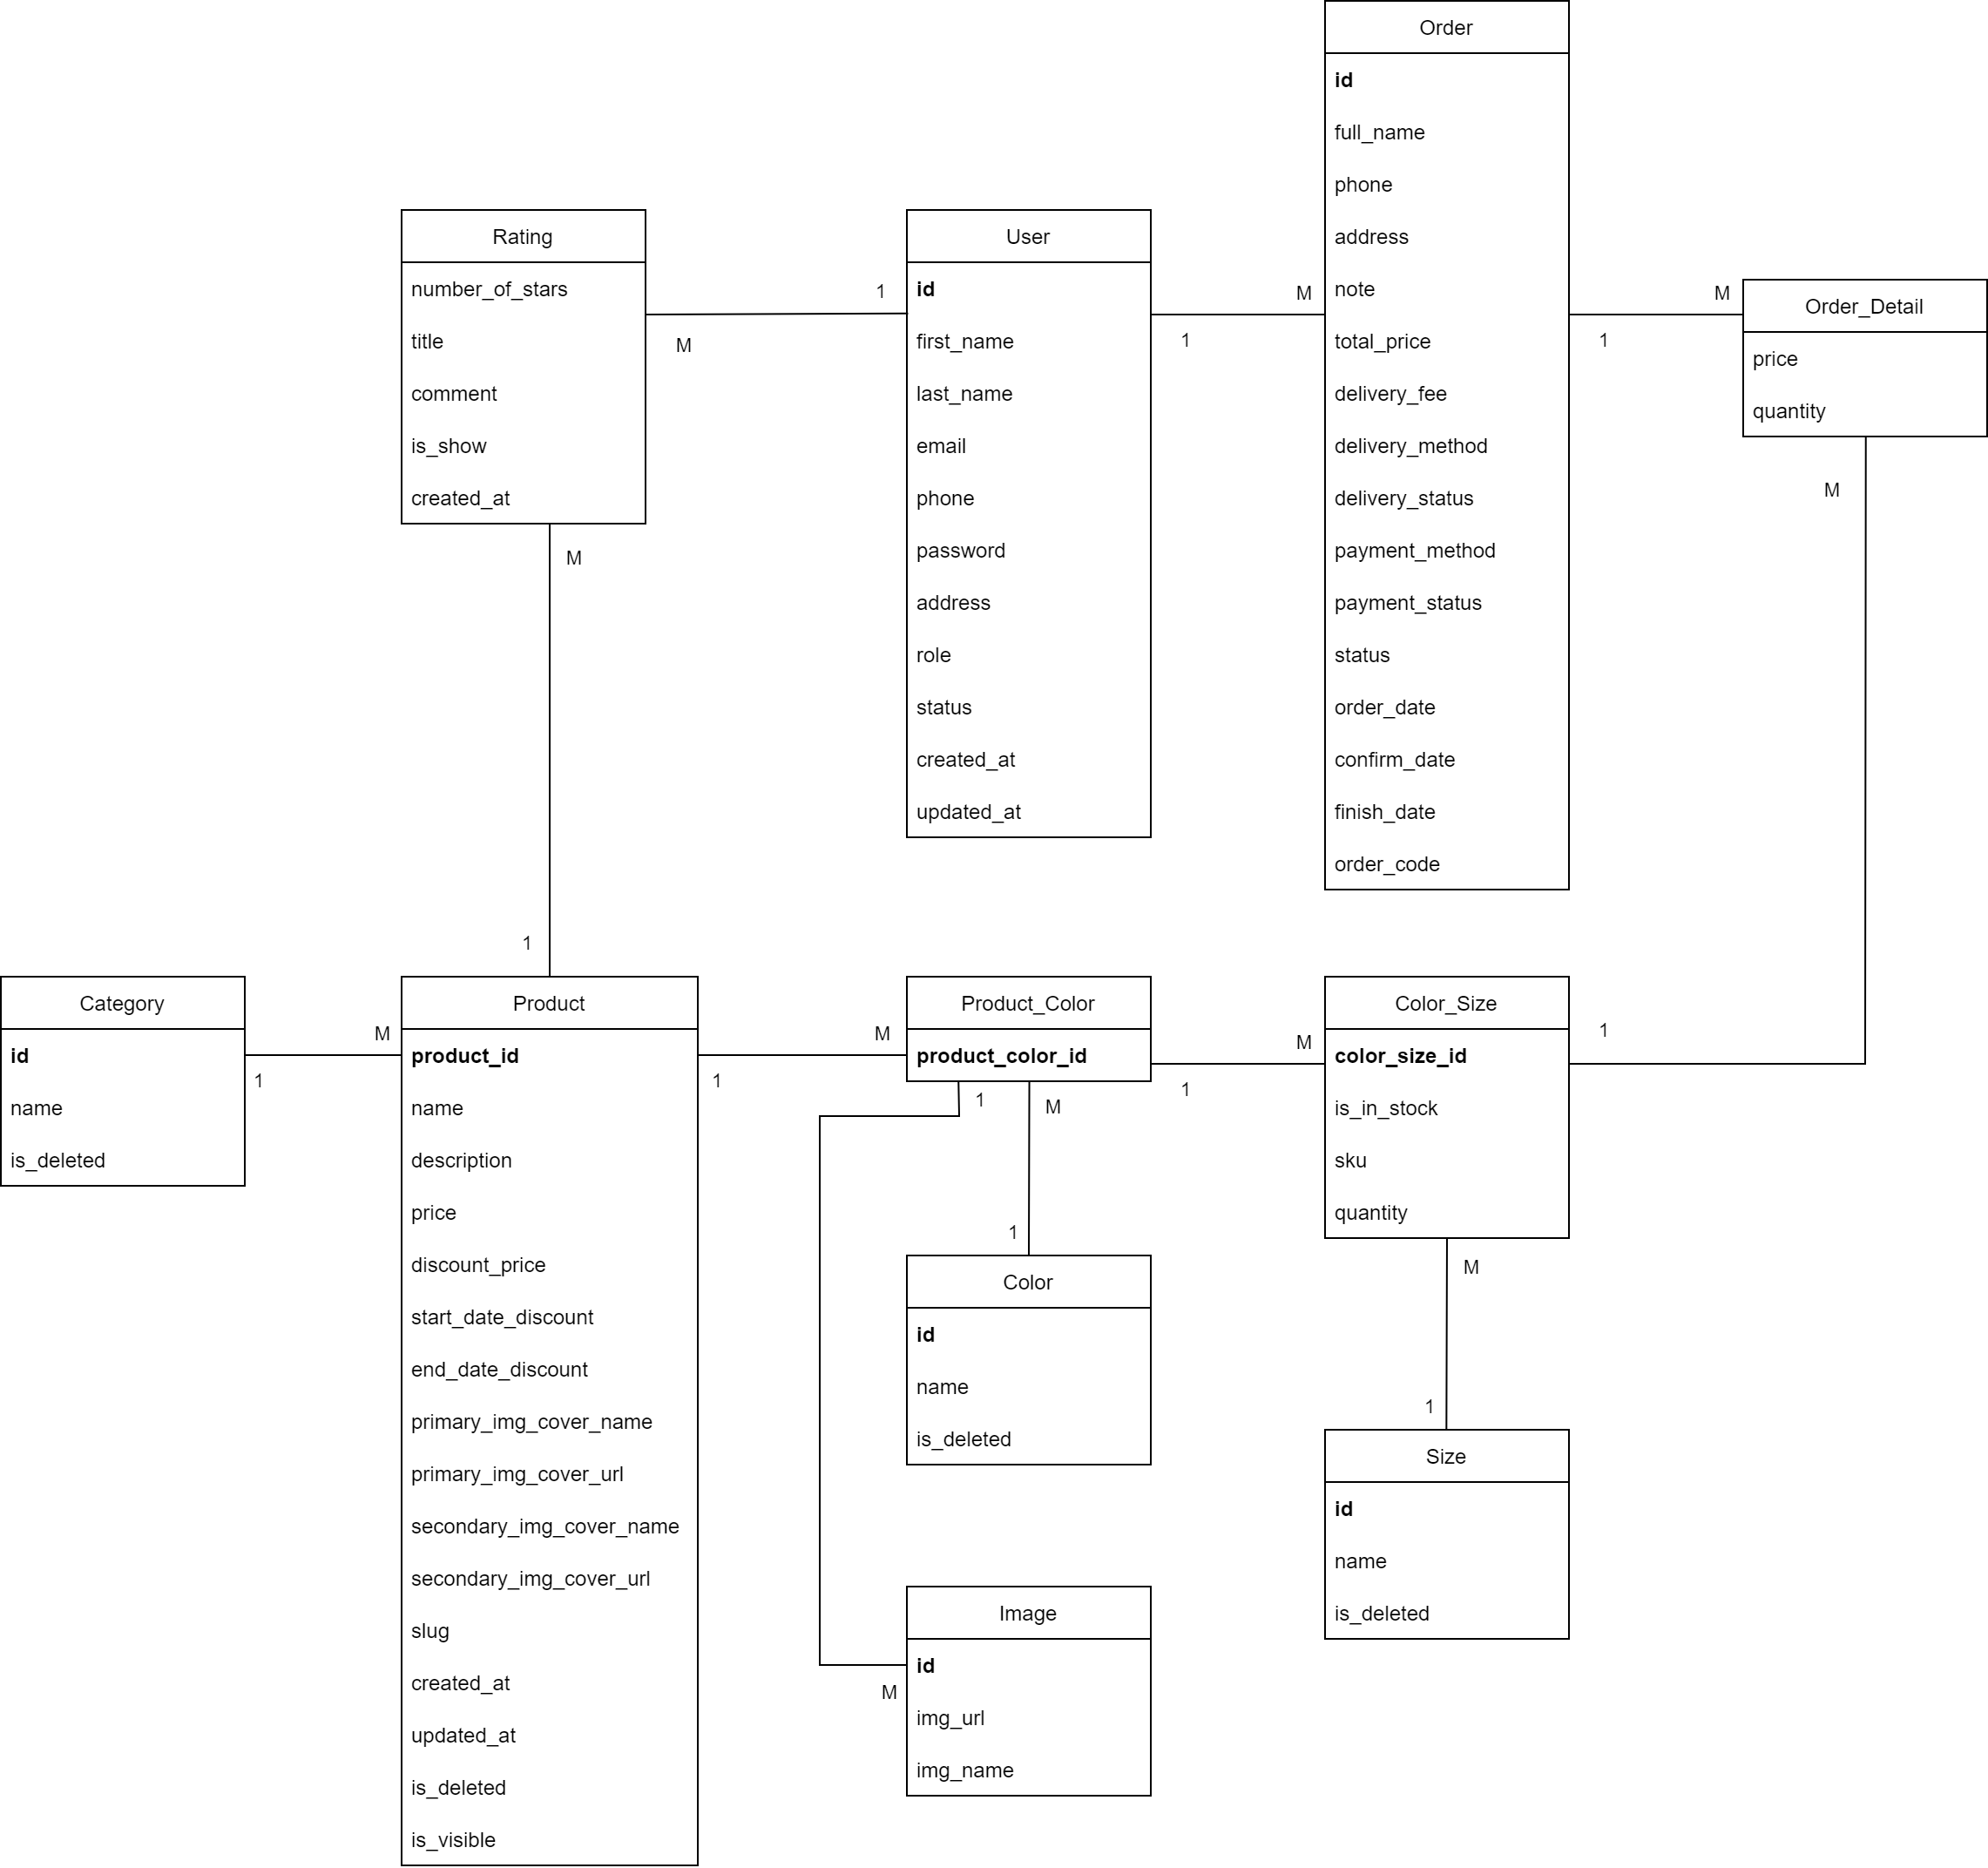 Order
id
full_name
phone
address
note
total_price
delivery_fee
delivery_method
delivery_status
payment_method
payment_status
status
order_date
confirm_date
finish_date
order_code
Rating
number_of_stars
title
comment
is_show
created_at
M
1
User
id
first_name
last_name
email
phone
password
address
role
status
created_at
updated_at
1
M
1
M
Order_Detail
price
quantity
M
M
1
Category
id
name
is_deleted
1
M
Product
product_id
name
description
price
discount_price
start_date_discount
end_date_discount
primary_img_cover_name
primary_img_cover_url
secondary_img_cover_name
secondary_img_cover_url
slug
created_at
updated_at
is_deleted
is_visible
1
M
Product_Color
product_color_id
1
M
1
M
Color_Size
color_size_id
is_in_stock
sku
quantity
1
1
Color
id
name
is_deleted
M
1
Size
id
name
is_deleted
M
Image
id
img_url
img_name